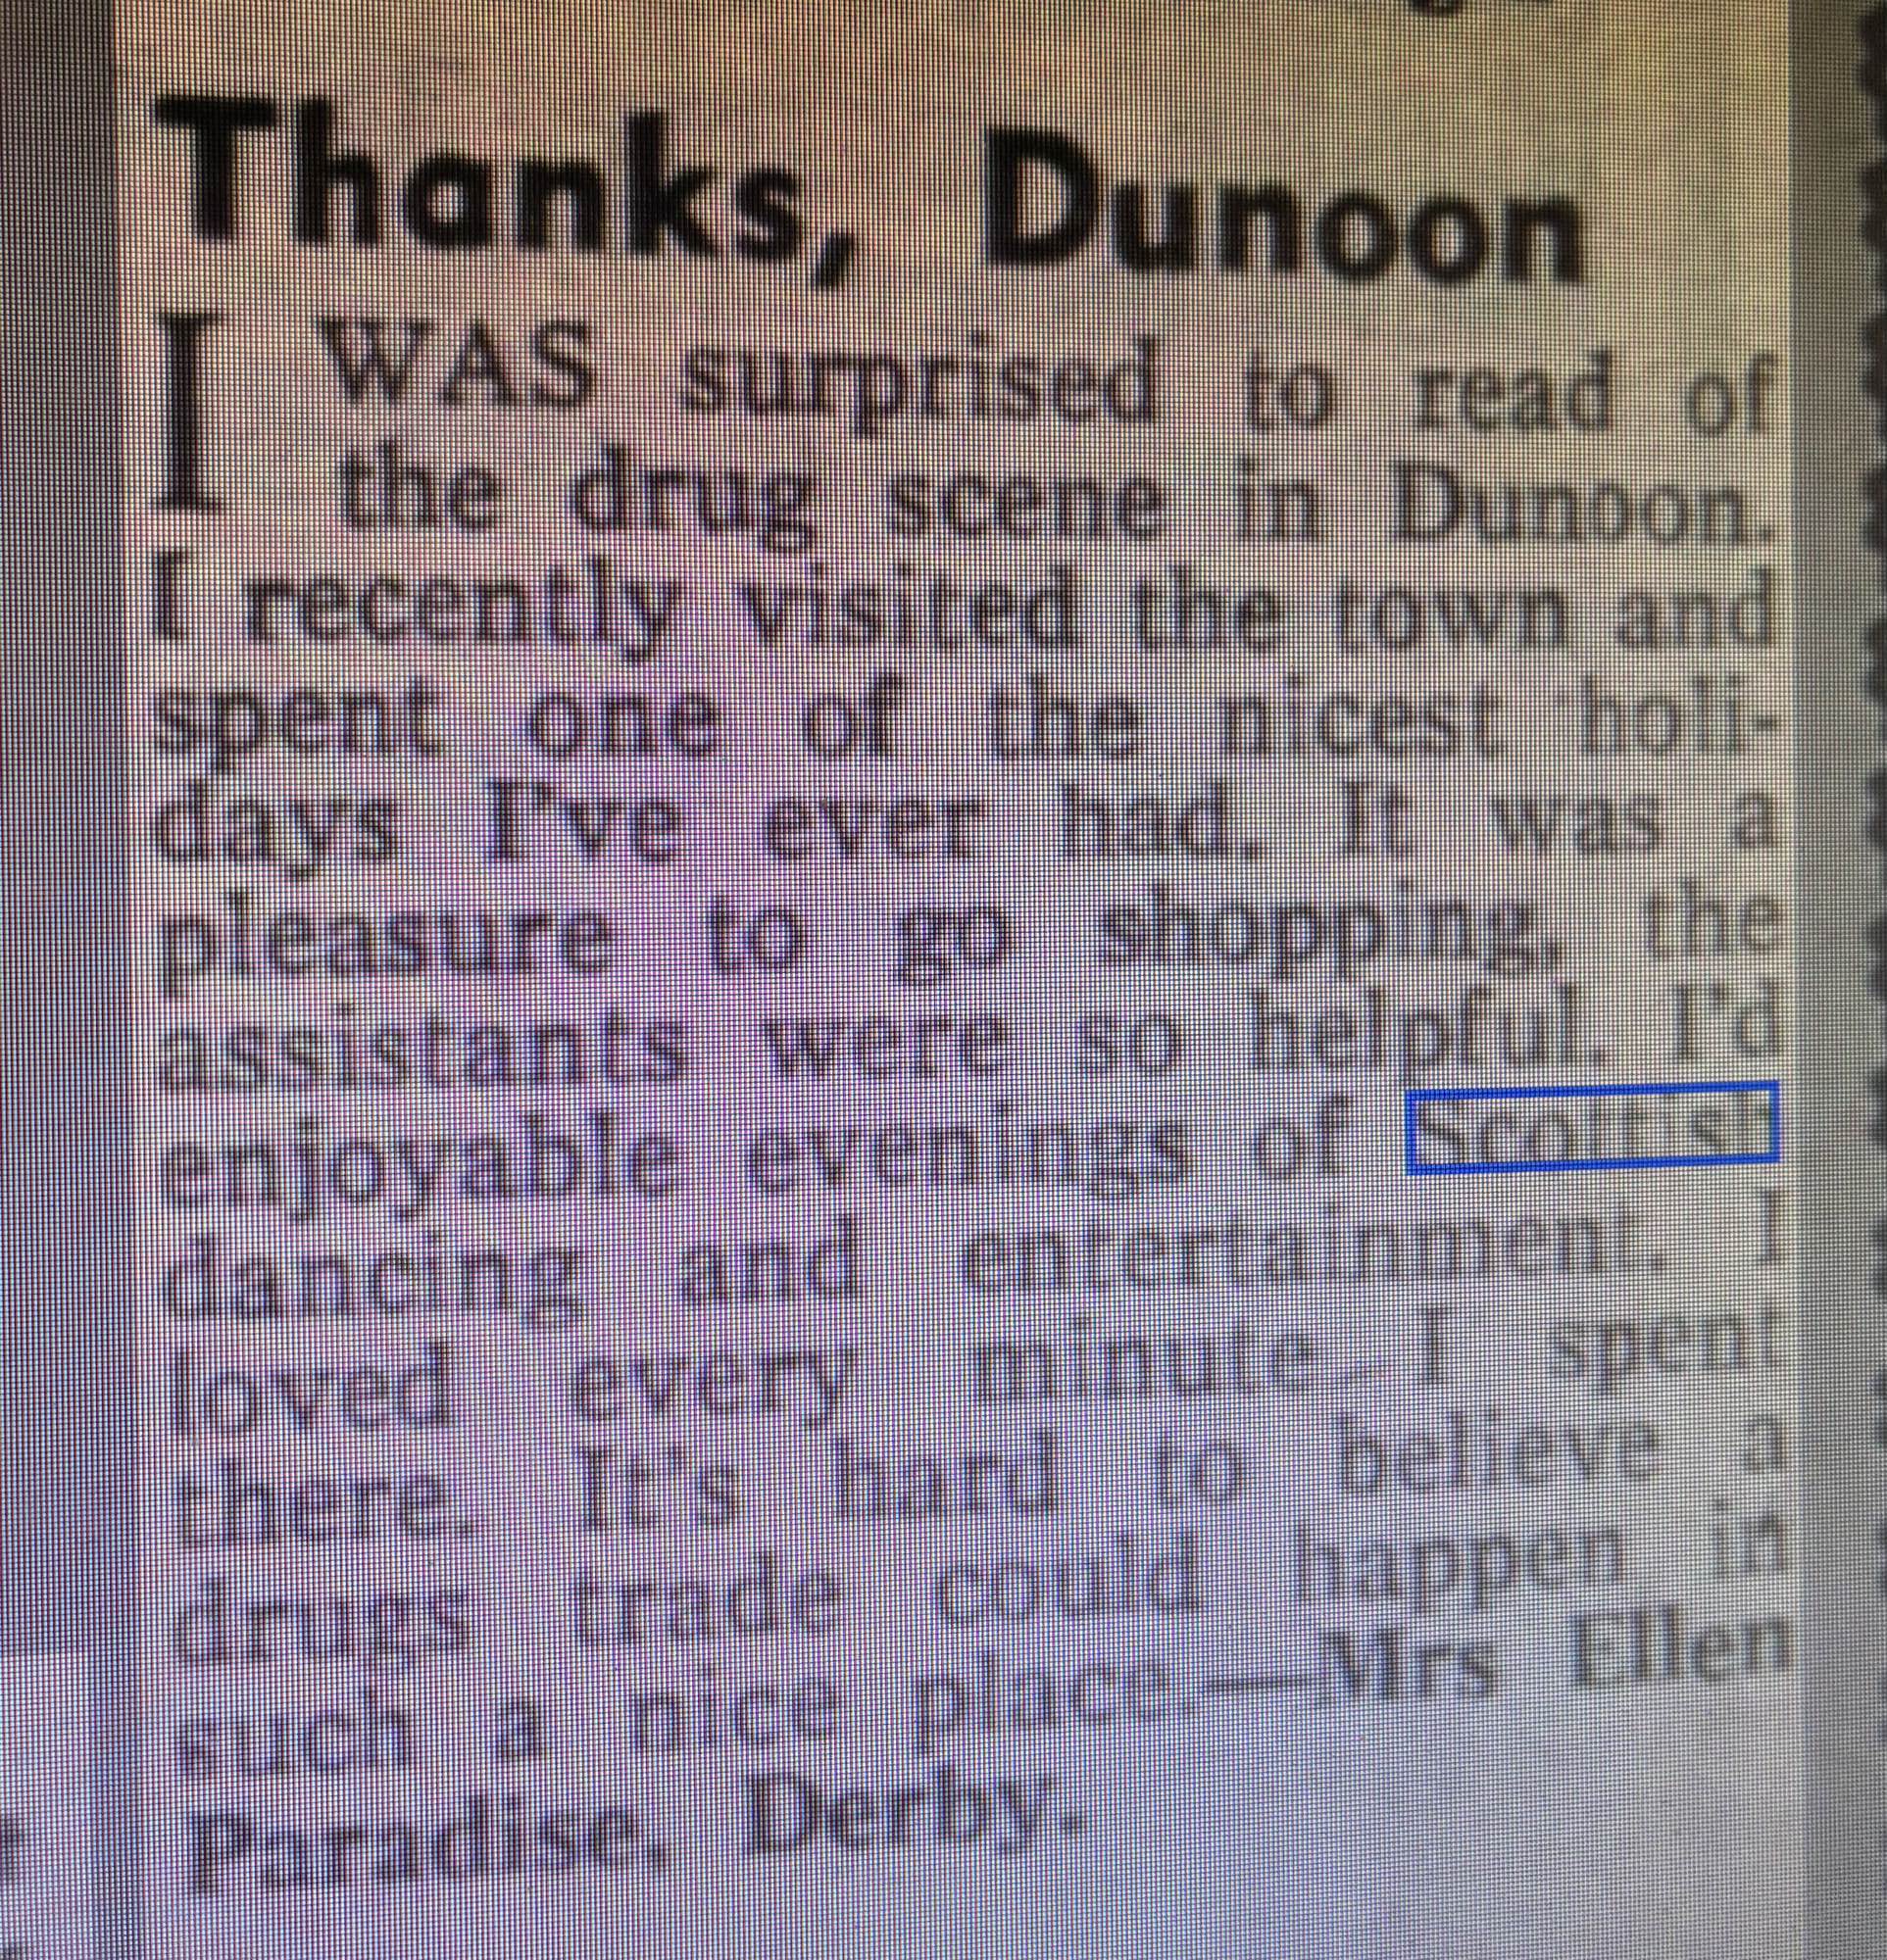 Thanks, Dunoon
I WAS surprised to read of
the drug scene in Dunoon.
I recently visited the town and
spent one of the nicest holi-
days I've ever had. It was a
pleasure to go shopping, the
assistants were so helpful. I'd
enjoyable evenings of Scottish
dancing and entertainment. I
loved every minute I spent
there. It's hard to believe a
drugs trade could happen in
such a nice place.—Mrs Ellen
Paradise, Derby.